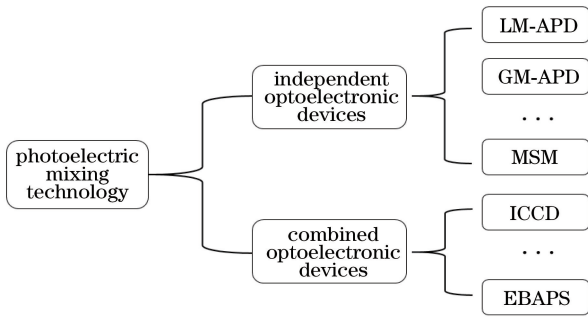 photoelectric
mixing
technology
independent
optoelectronic
devices
LM-APD
GM-APD
...
MSM
combined
optoelectronic
devices
ICCD
...
EBAPS